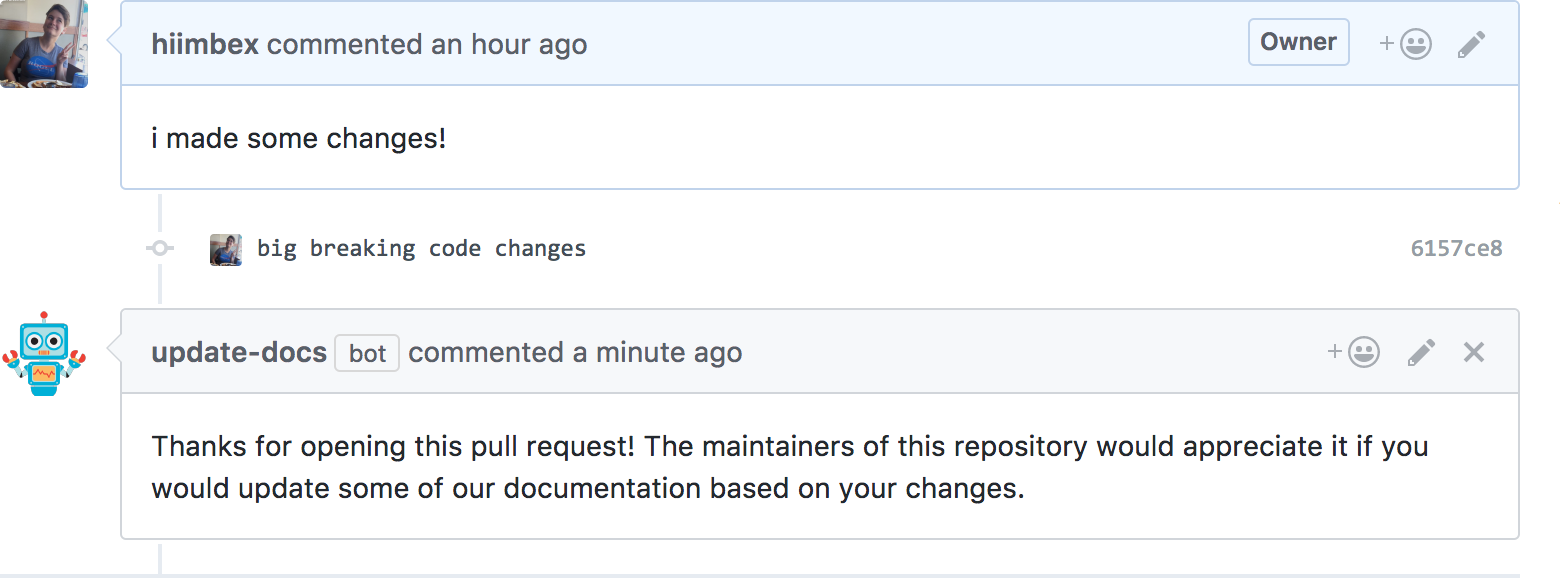 hiimbex commented an hour ago Owner
i made some changes!
big breaking code changes 6157ce8
update-docs bot commented a minute ago
Thanks for opening this pull request! The maintainers of this repository would appreciate it if you
would update some of our documentation based on your changes.